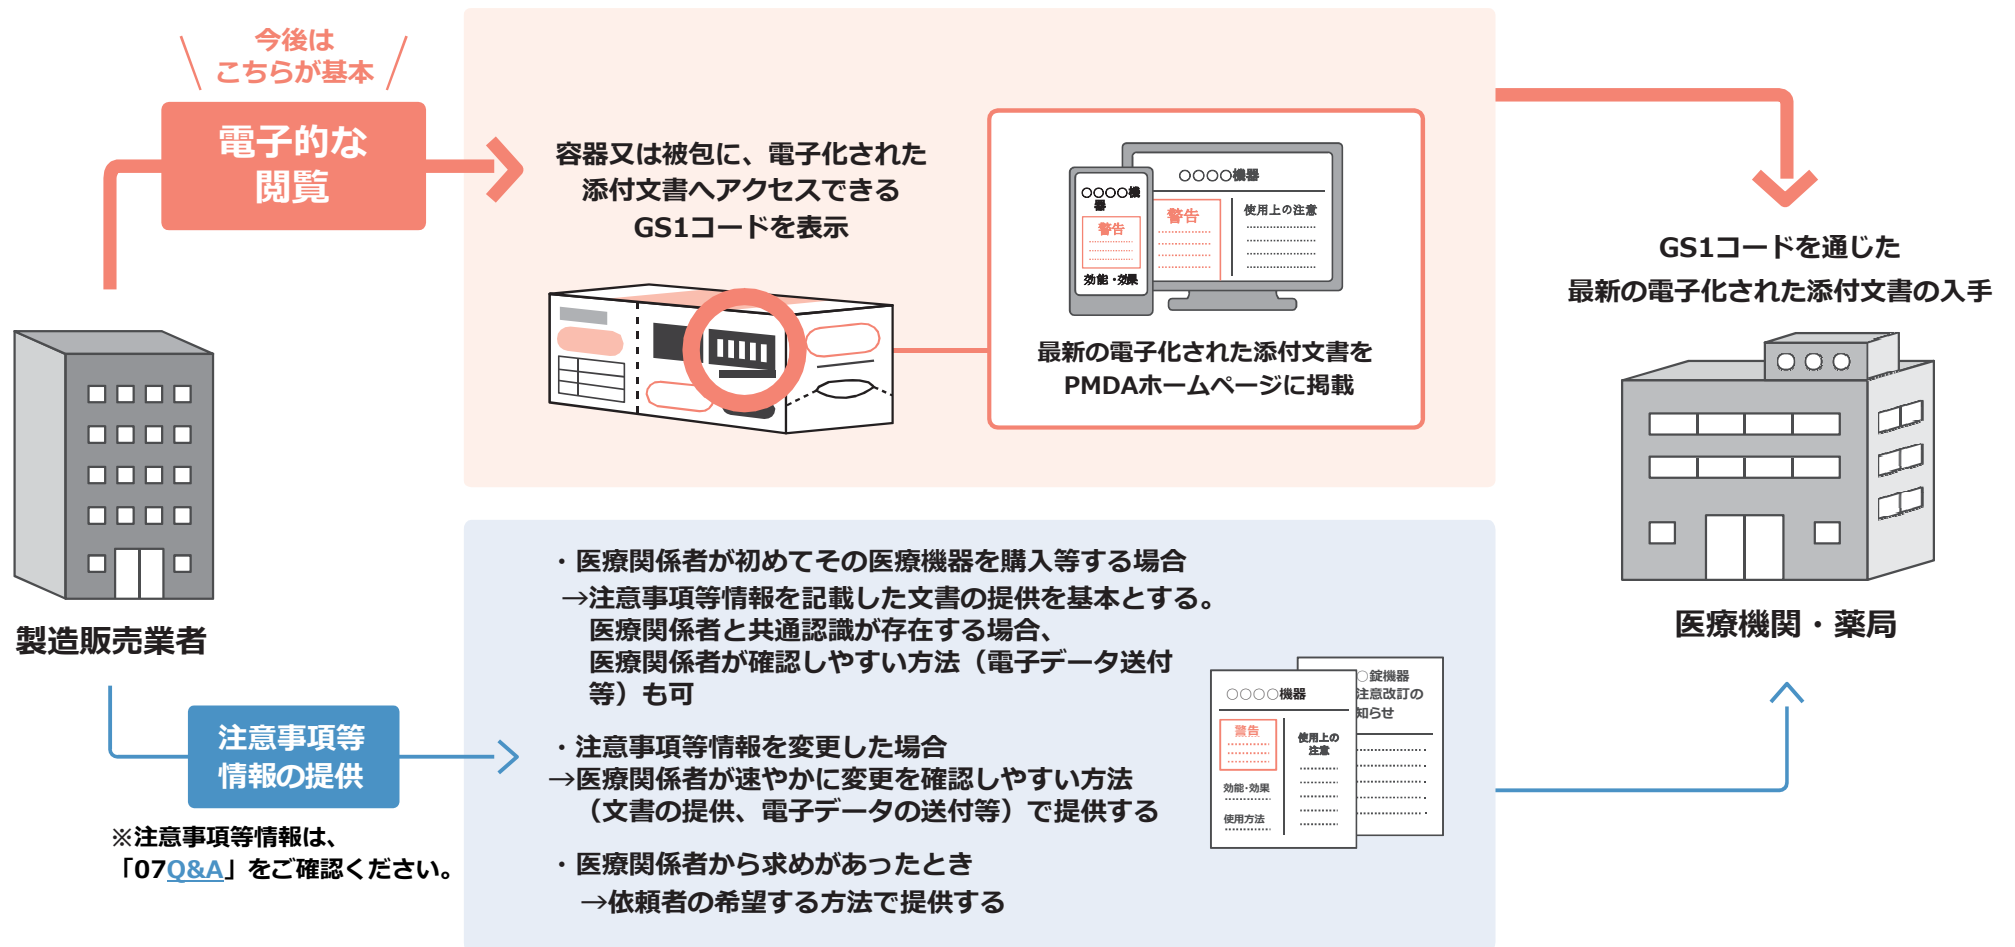 今後は
こちらが基本
電子的な
閲覧
容器又は被包に、電子化された
添付文書へアクセスできる
GS1コードを表示
○○○○機
器
警告
効能・効果
○○○○機器
警告
使用上の注意
最新の電子化された添付文書を
PMDAホームページに掲載
GS1コードを通じた
最新の電子化された添付文書の入手
製造販売業者
医療機関・薬局
注意事項等
情報の提供
※注意事項等情報は、
「07Q&A」をご確認ください。
・医療関係者が初めてその医療機器を購入等する場合
→注意事項等情報を記載した文書の提供を基本とする。
医療関係者と共通認識が存在する場合、
医療関係者が確認しやすい方法（電子データ送付
等）も可
・注意事項等情報を変更した場合
→医療関係者が速やかに変更を確認しやすい方法
（文書の提供、電子データの送付等）で提供する
・医療関係者から求めがあったとき
→依頼者の希望する方法で提供する
○○○○機器
警告
使用上の
注意
効能・効果
使用方法
○錠機器
注意改訂の
知らせ